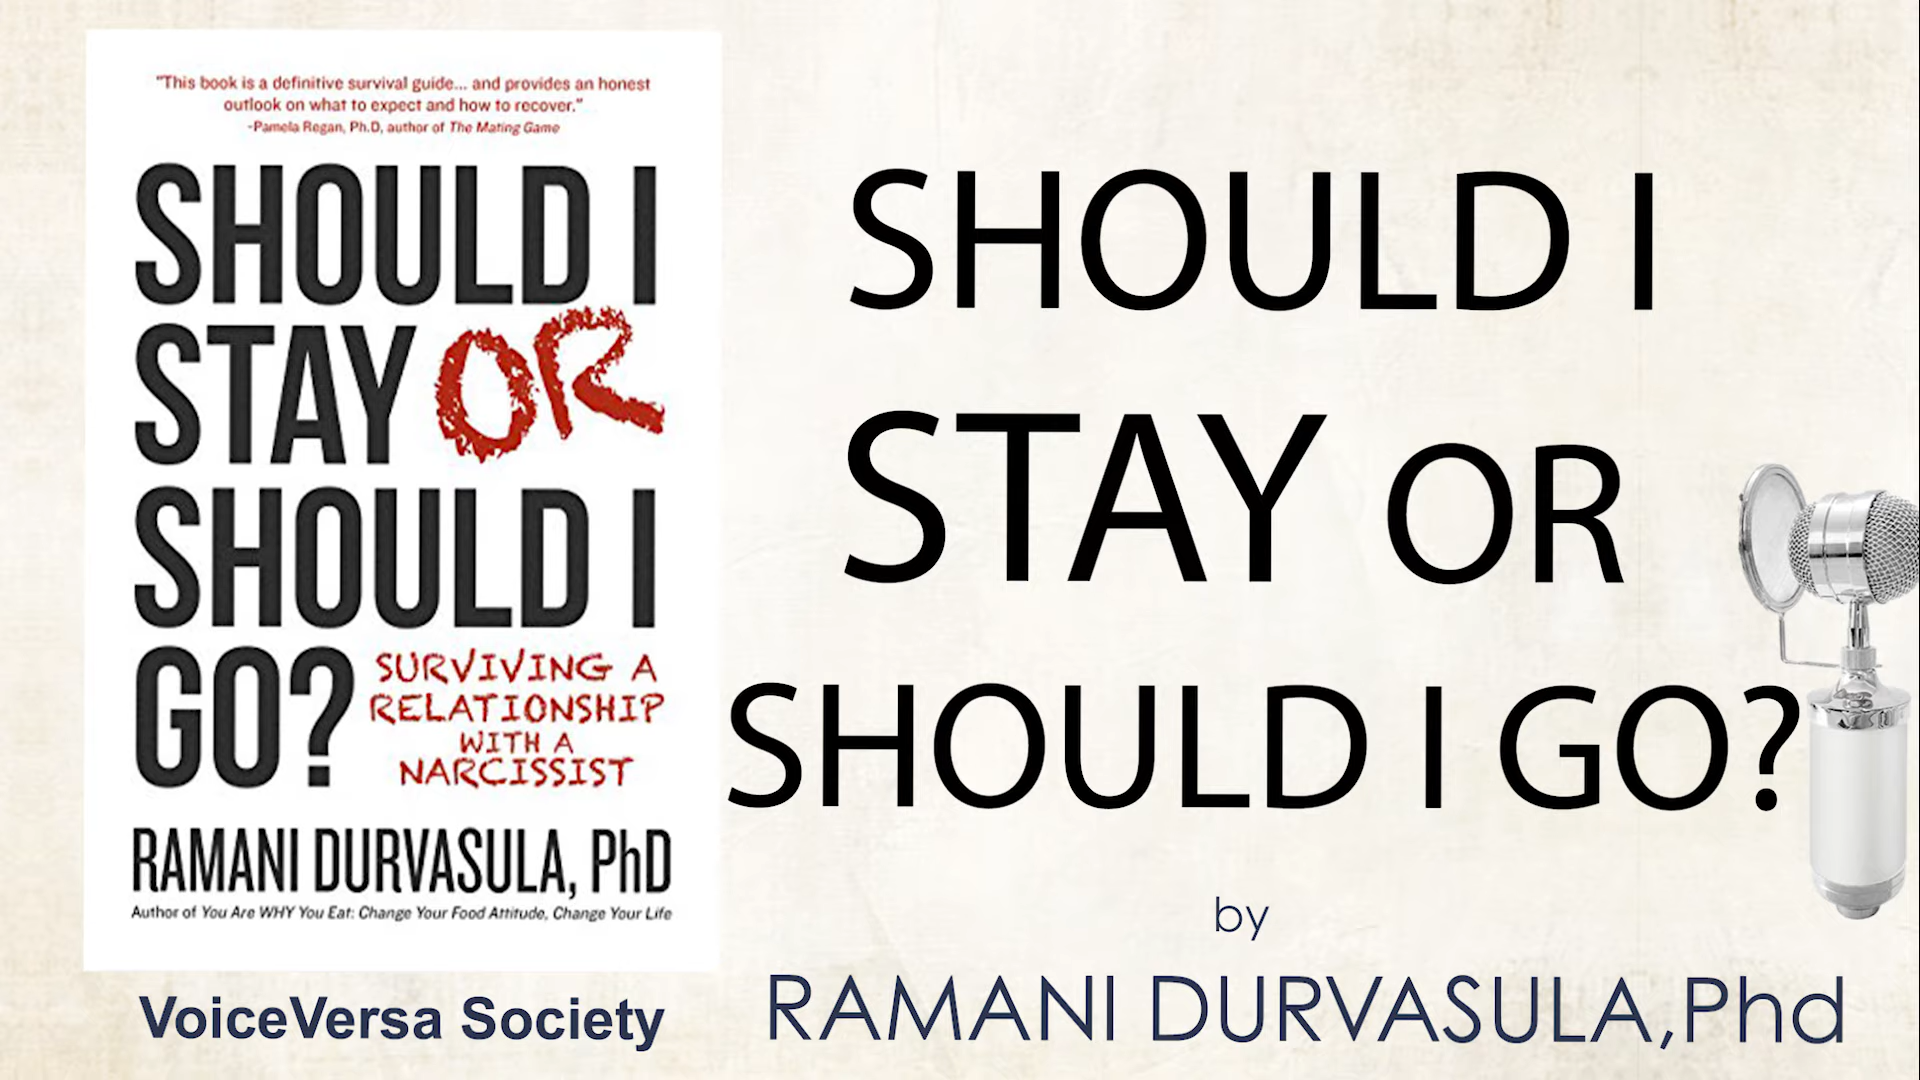 "This book is a definitive survival guide... and provides an honest
outlook on what to expect and how to recover."
-Pamela Regan, Ph.D, author of The Mating Game
SHOULD I
STAY OR
SHOULD I
GO?
SURVIVING A
RELATIONSHIP
WITH A
NARCISSIST
RAMANI DURVASULA, PhD
Author of You Are WHY You Eat: Change Your Food Attitude, Change Your Life
VoiceVersa Society
SHOULD I
STAY OR
SHOULD I GO?
by
RAMANI DURVASULA,Phd